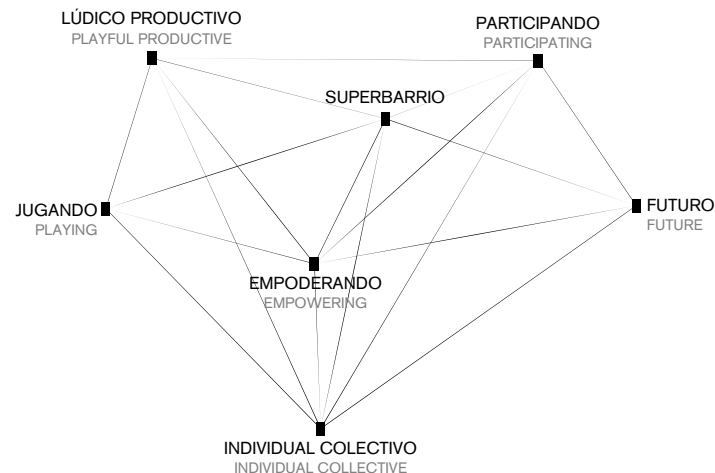 LÚDICO PRODUCTIVO
PLAYFUL PRODUCTIVE
PARTICIPANDO
PARTICIPATING
SUPERBARRIO
JUGANDO
PLAYING
FUTURO
FUTURE
EMPODERANDO
EMPOWERING
INDIVIDUAL COLECTIVO
INDIVIDUAL COLLECTIVE